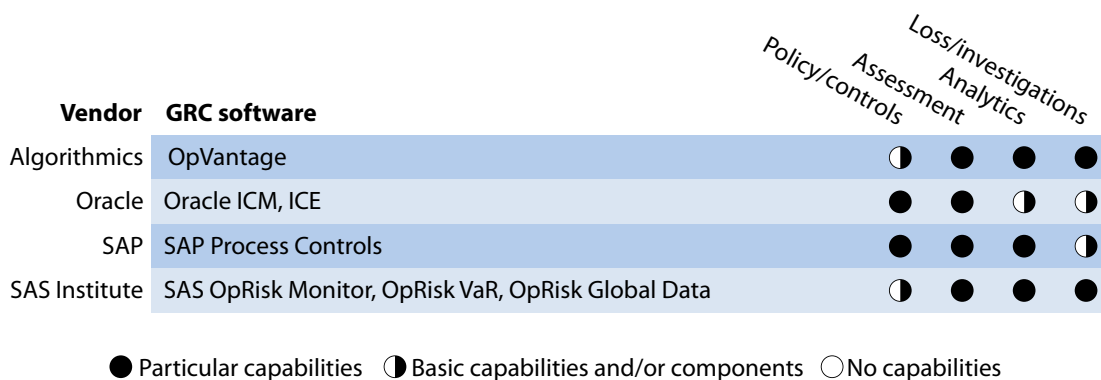 Policy/controls
Assessment
Analytics
Loss/investigations
Vendor GRC software
Algorithmics OpVantage
Oracle Oracle ICM, ICE
SAP SAP Process Controls
SAS Institute SAS OpRisk Monitor, OpRisk VaR, OpRisk Global Data
Particular capabilities Basic capabilities and/or components No capabilities